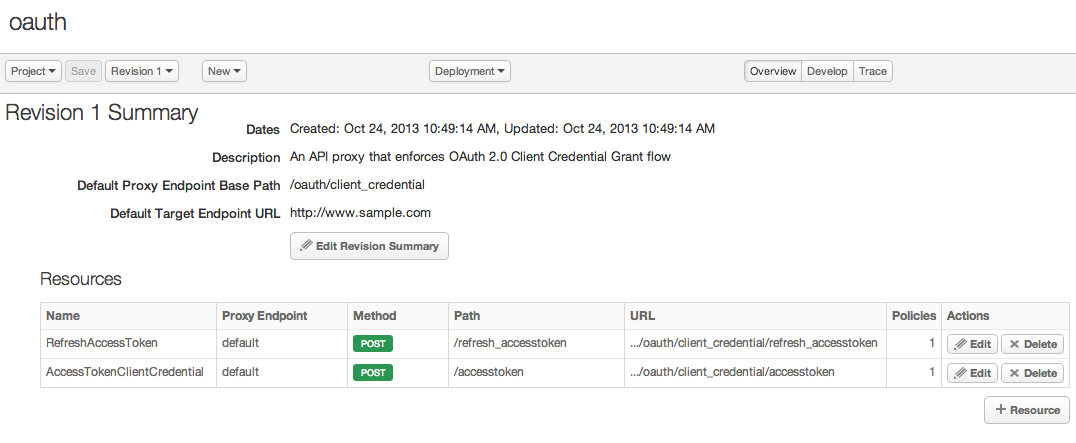 oauth
Project Save Revision 1 New Deployment Overview Develop Trace
Revision 1 Summary
Dates Created: Oct 24, 2013 10:49:14 AM, Updated: Oct 24, 2013 10:49:14 AM
Description An API proxy that enforces OAuth 2.0 Client Credential Grant flow
Default Proxy Endpoint Base Path /oauth/client_credential
Default Target Endpoint URL http://www.sample.com
Edit Revision Summary
Resources
Name Proxy Endpoint Method Path URL Policies Actions
RefreshAccessToken default POST /refresh_accesstoken .../oauth/client_credential/refresh_accesstoken 1 Edit Delete
AccessTokenClientCredential default POST /accesstoken .../oauth/client_credential/accesstoken 1 Edit Delete
+ Resource